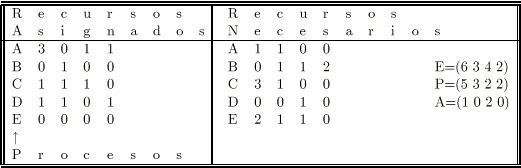 R e c u r s o s R e c u r s o s
A s i g n a d o s N e c e s a r i o s
A 3 0 1 1 A 1 1 0 0
B 0 1 0 0 B 0 1 1 2 E=(6 3 4 2)
C 1 1 1 0 C 3 1 0 0 P=(5 3 2 2)
D 1 1 0 1 D 0 0 1 0 A=(1 0 2 0)
E 0 0 0 0 E 2 1 1 0
↑
P r o c e s o s